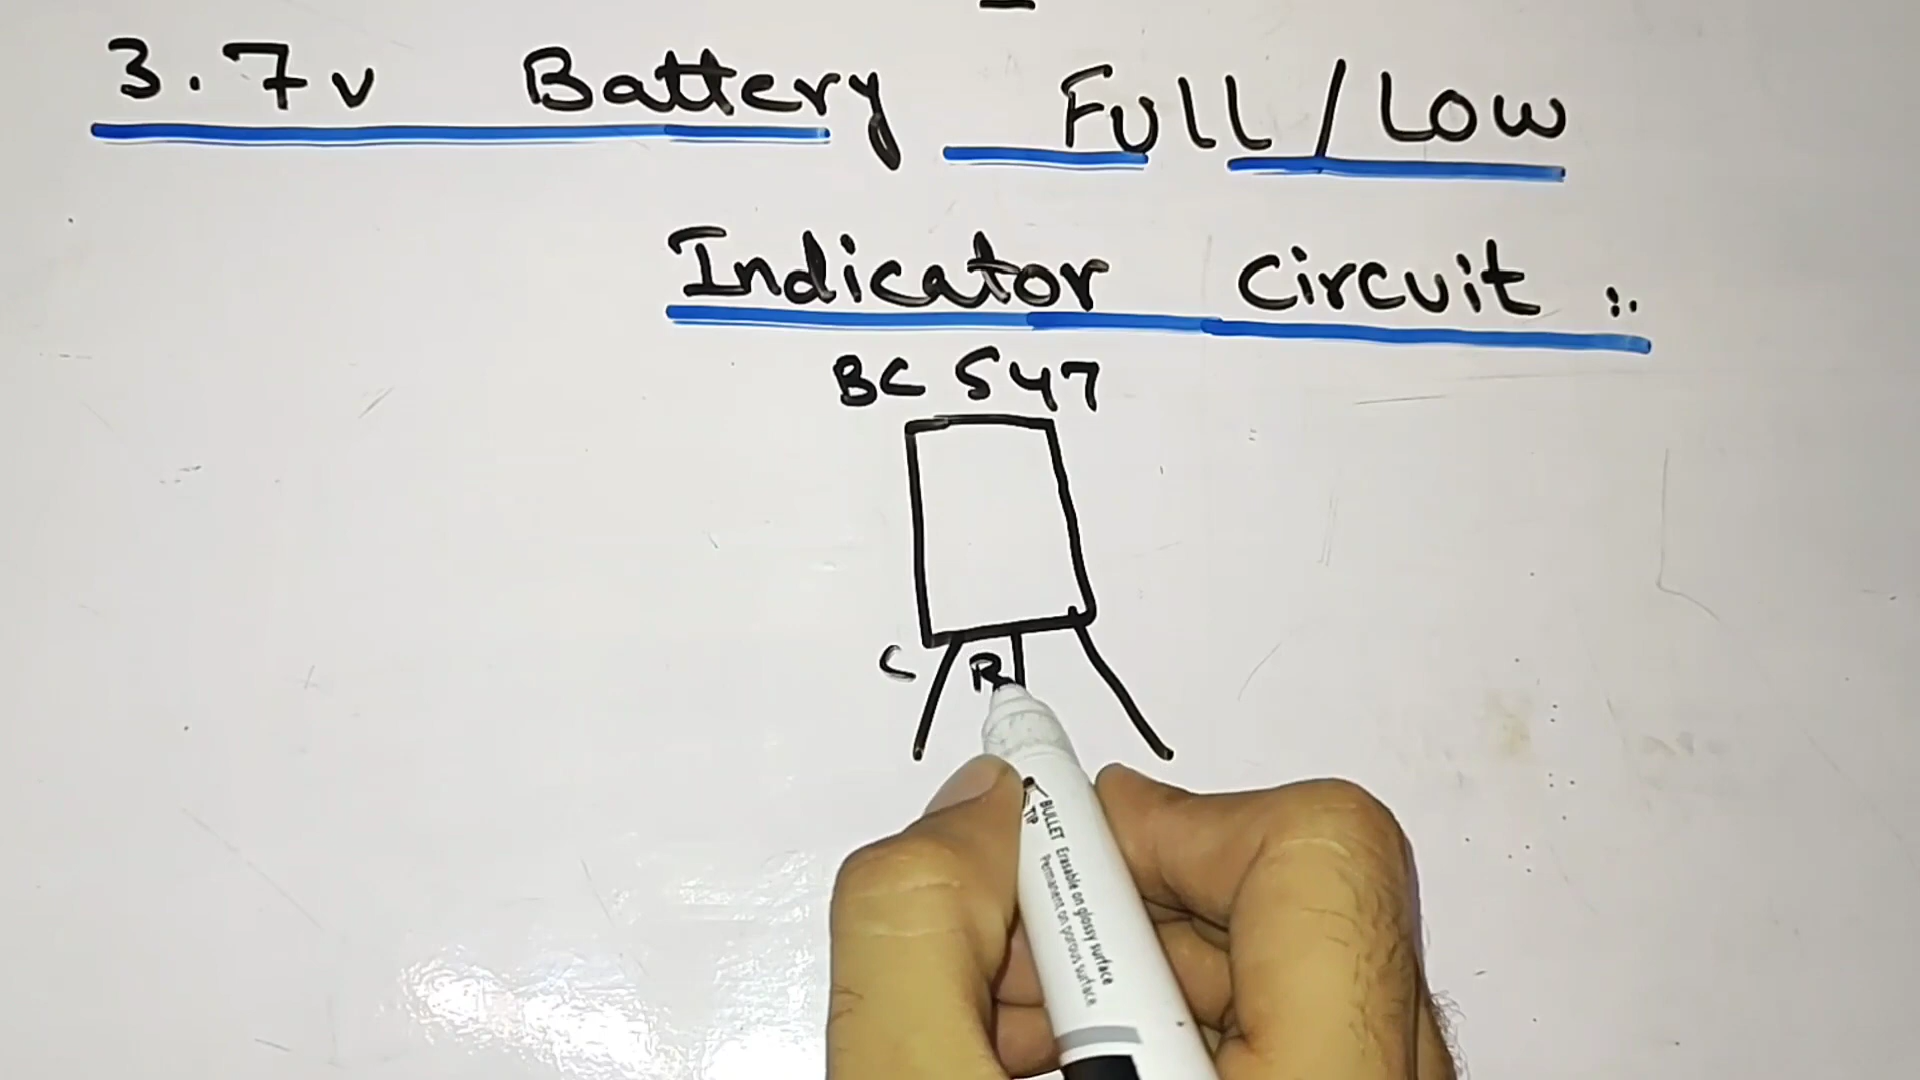 3.7v Battery Full/Low
Indicator Circuit :.
BC 547
C
BULLET
TIP
Erasable on glossy surface
Permanent on porous surface